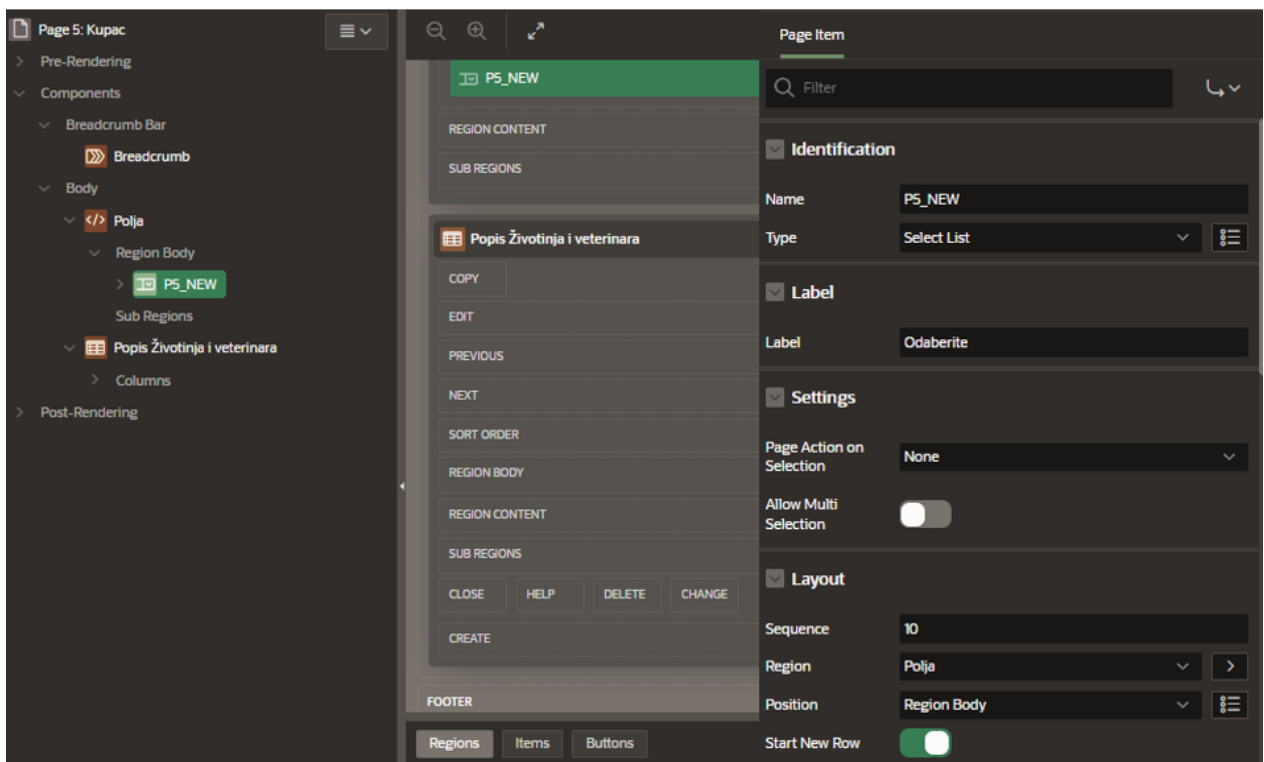 Page 5: Kupac
Pre-Rendering
Components
Breadcrumb Bar
Breadcrumb
Body
Polja
Region Body
P5_NEW
Sub Regions
Popis Životinja i veterinara
Columns
Post-Rendering
P5_NEW
REGION CONTENT
SUB REGIONS
Popis Životinja i veterinara
COPY
EDIT
PREVIOUS
NEXT
SORT ORDER
REGION BODY
REGION CONTENT
SUB REGIONS
CLOSE HELP DELETE CHANGE
CREATE
FOOTER
Regions Items Buttons
Page Item
Filter
Identification
Name P5_NEW
Type Select List
Label
Label Odaberite
Settings
Page Action on
Selection None
Allow Multi
Selection
Layout
Sequence 10
Region Polja
Position Region Body
Start New Row